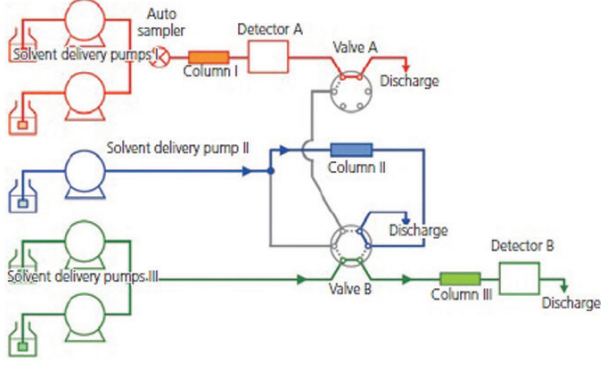 Auto
sampler
Detector A
Valve A
Solvent delivery pumps I
Column I
Discharge
Solvent delivery pump II
Column II
Discharge
Detector B
Solvent delivery pumps III
Valve B
Column III
Discharge